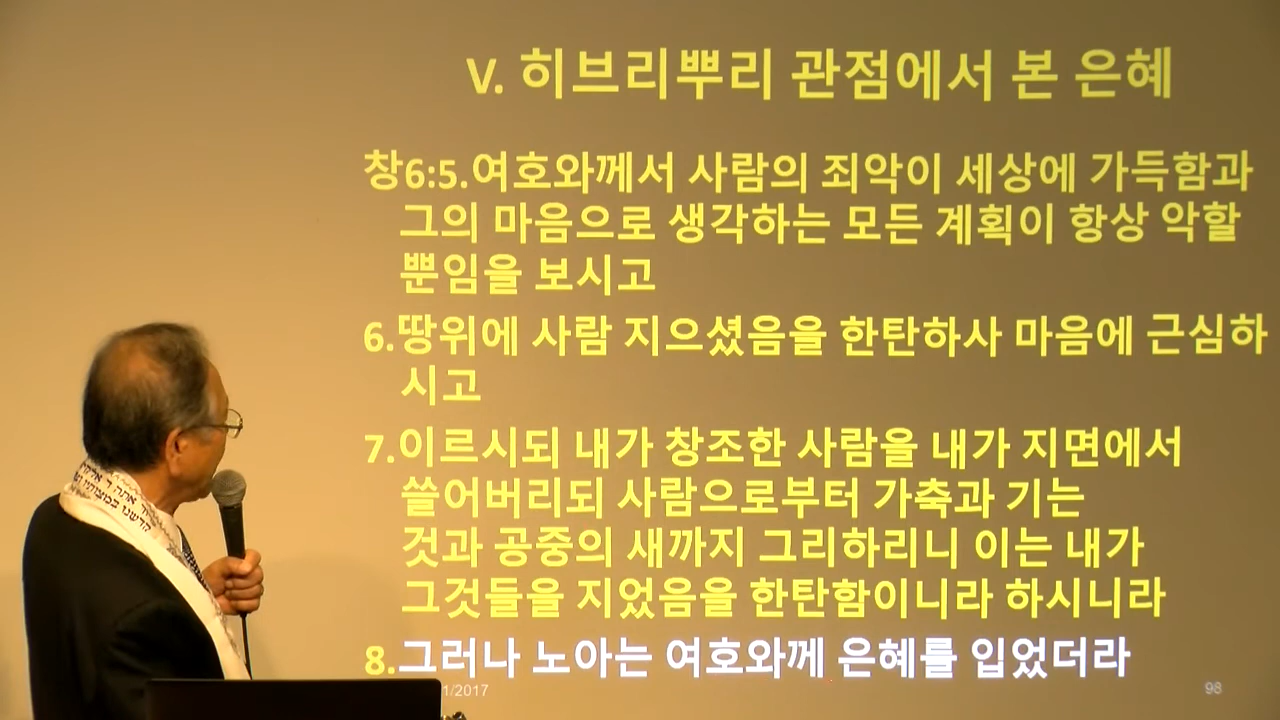 V. 히브리뿌리 관점에서 본 은혜
창6:5.여호와께서 사람의 죄악이 세상에 가득함과
그의 마음으로 생각하는 모든 계획이 항상 악할
뿐임을 보시고
6.땅위에 사람 지으셨음을 한탄하사 마음에 근심하
시고
7.이르시되 내가 창조한 사람을 내가 지면에서
쓸어버리되 사람으로부터 가축과 기는
것과 공중의 새까지 그리하리니 이는 내가
그것들을 지었음을 한탄함이니라 하시니라
8.그러나 노아는 여호와께 은혜를 입었더라
1/2017
98